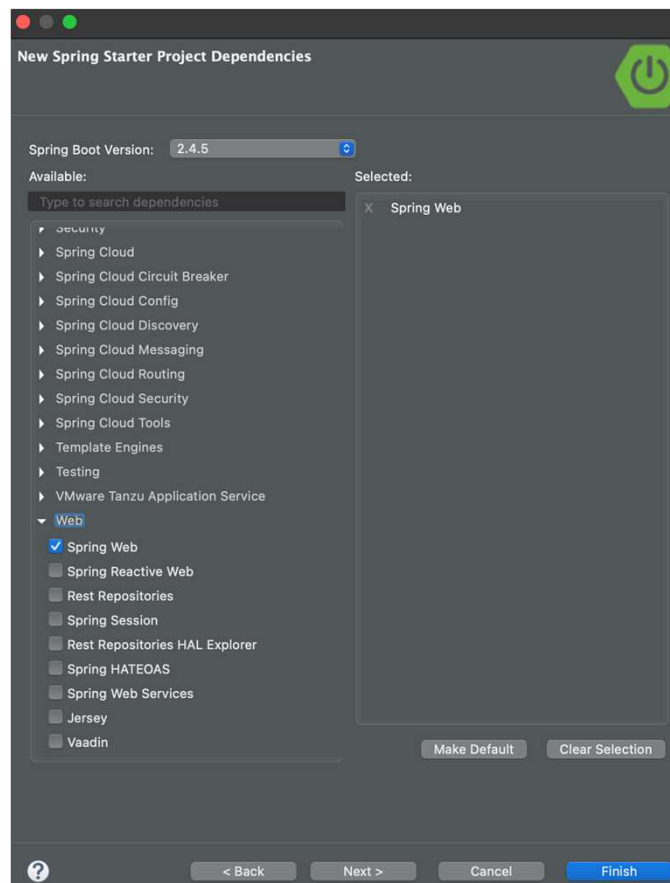 New Spring Starter Project Dependencies
Spring Boot Version: 2.4.5
Available:
Selected:
Type to search dependencies
X Spring Web
Security
Spring Cloud
Spring Cloud Circuit Breaker
Spring Cloud Config
Spring Cloud Discovery
Spring Cloud Messaging
Spring Cloud Routing
Spring Cloud Security
Spring Cloud Tools
Template Engines
Testing
VMware Tanzu Application Service
Web
Spring Web
Spring Reactive Web
Rest Repositories
Spring Session
Rest Repositories HAL Explorer
Spring HATEOAS
Spring Web Services
Jersey
Vaadin
Make Default
Clear Selection
?
< Back
Next >
Cancel
Finish